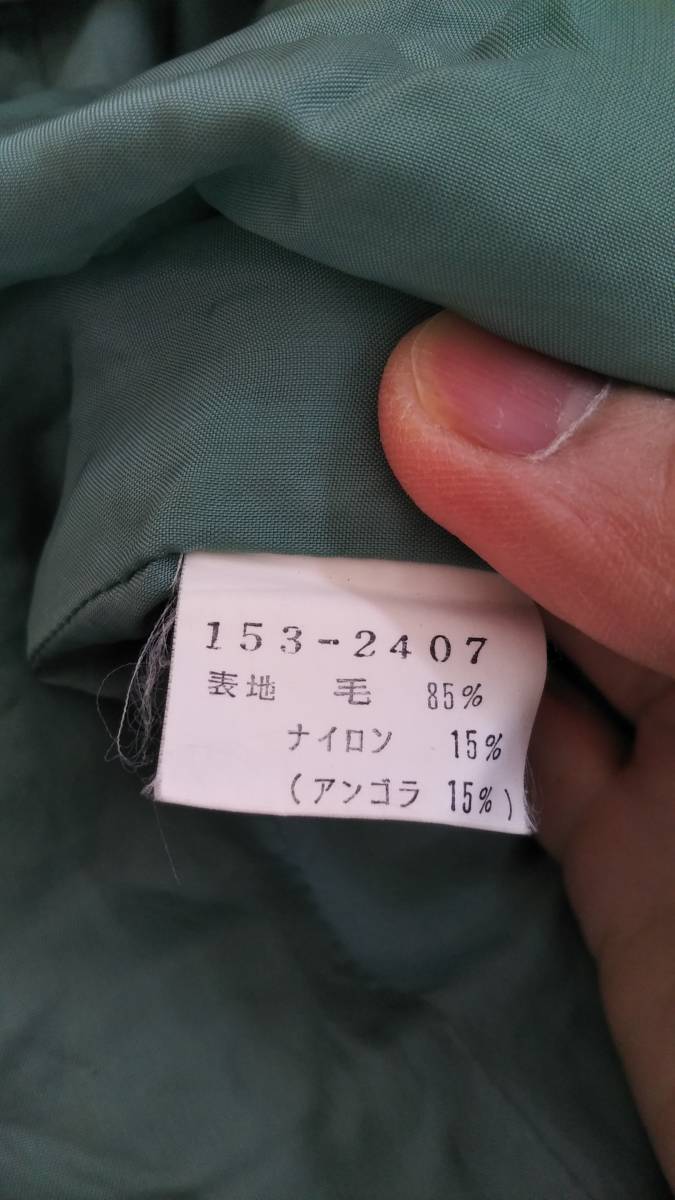 153-2407
表地 毛 85%
ナイロン 15%
(アンゴラ 15%)